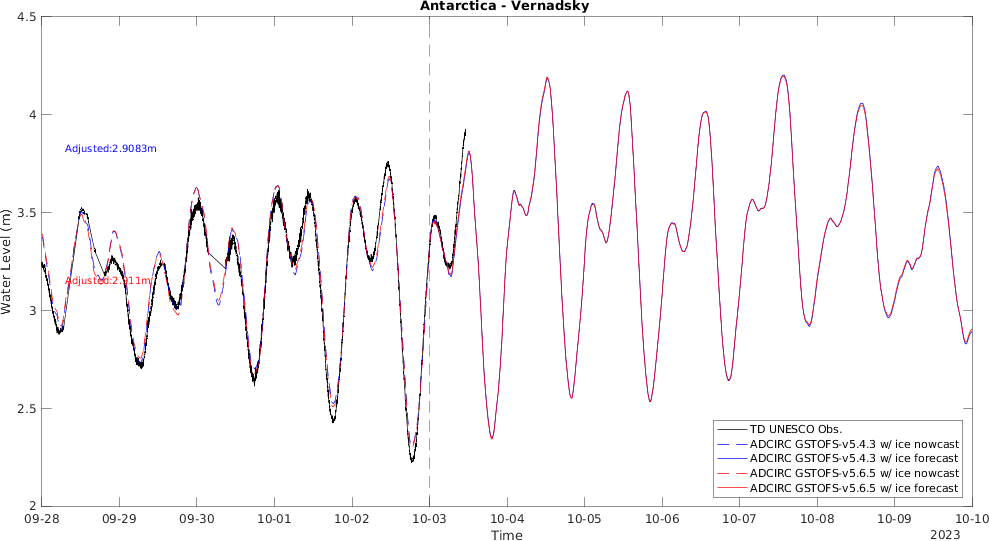 Antarctica - Vernadsky
4.5
4
3.5
3
2.5
2
Water Level (m)
Adjusted:2.9083m
Adjusted:2.911m
TD UNESCO Obs.
ADCIRC GSTOFS-v5.4.3 w/ ice nowcast
ADCIRC GSTOFS-v5.4.3 w/ ice forecast
ADCIRC GSTOFS-v5.6.5 w/ ice nowcast
ADCIRC GSTOFS-v5.6.5 w/ ice forecast
09-28 09-29 09-30 10-01 10-02 10-03 10-04 10-05 10-06 10-07 10-08 10-09 10-10
Time
2023